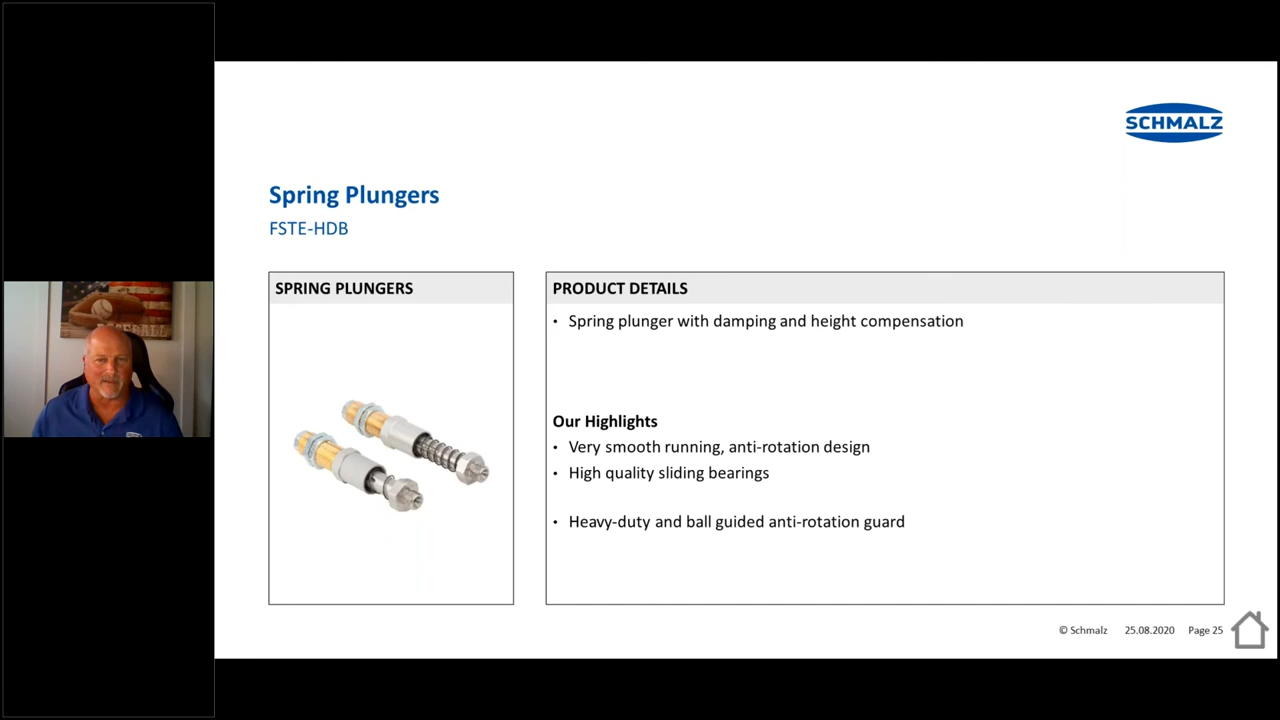 SCHMALZ
Spring Plungers
FSTE-HDB
SPRING PLUNGERS
PRODUCT DETAILS
• Spring plunger with damping and height compensation
Our Highlights
• Very smooth running, anti-rotation design
• High quality sliding bearings
• Heavy-duty and ball guided anti-rotation guard
© Schmalz 25.08.2020 Page 25
BASEBALL